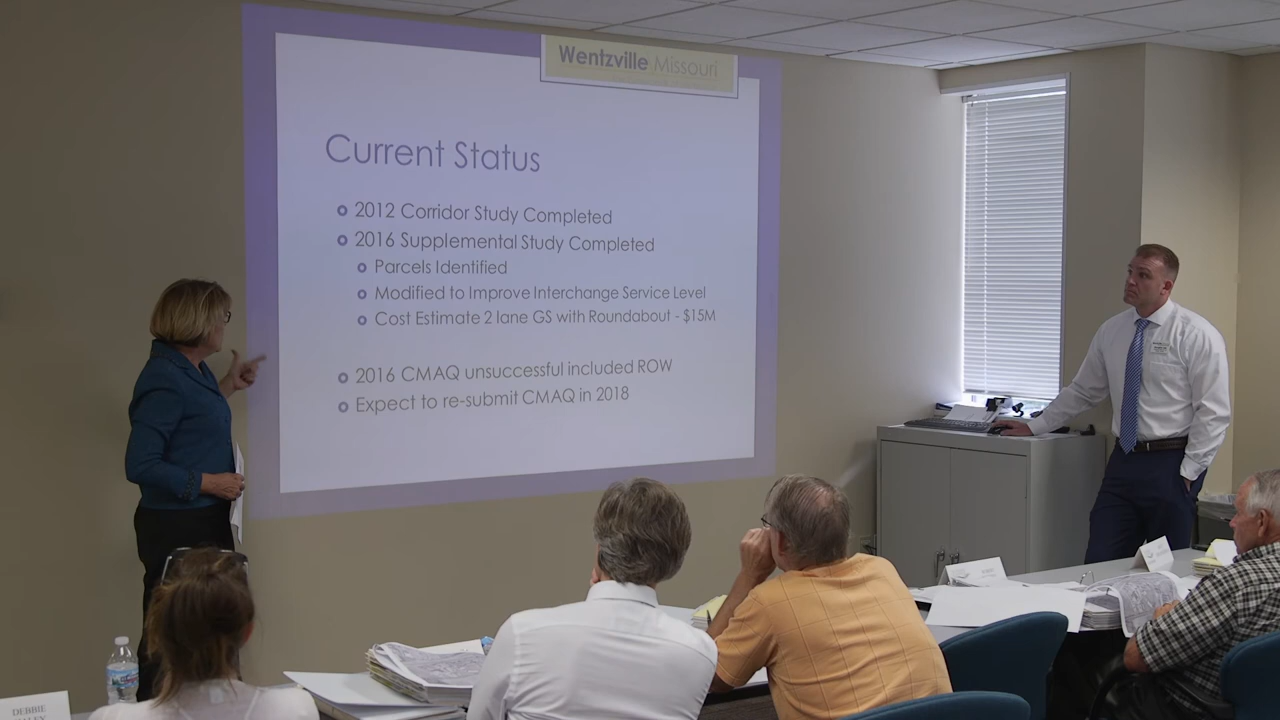 Wentzville Missouri
Current Status
2012 Corridor Study Completed
2016 Supplemental Study Completed
Parcels Identified
Modified to Improve Interchange Service Level
Cost Estimate 2 lane GS with Roundabout - $15M
2016 CMAQ unsuccessful included ROW
Expect to re-submit CMAQ in 2018
DEBBIE